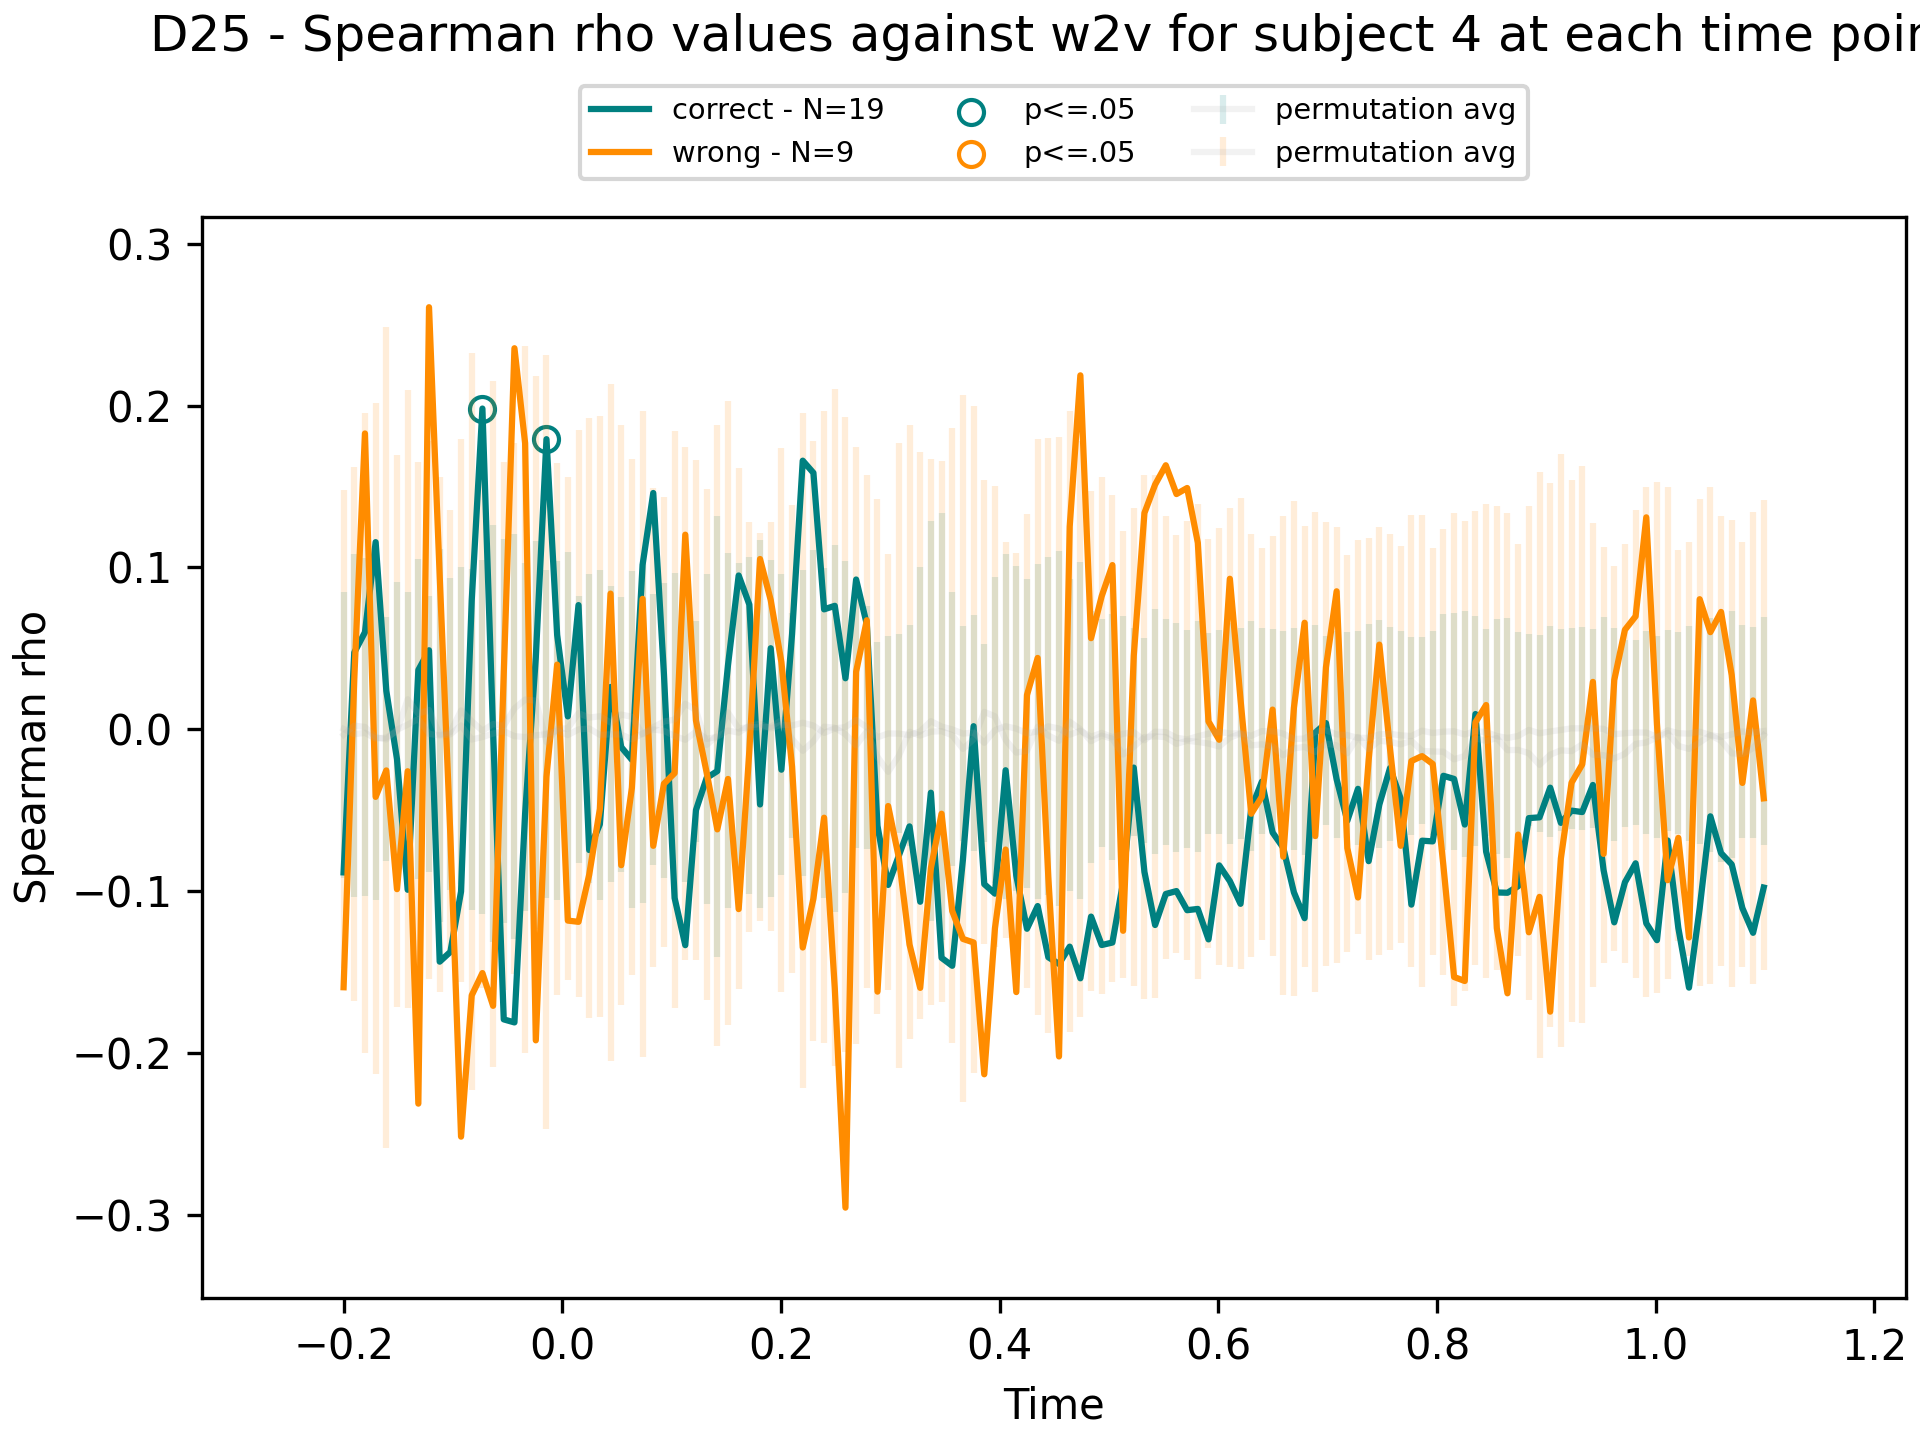 D25 - Spearman rho values against w2v for subject 4 at each time poin
correct - N=19 p<=.05 permutation avg
wrong - N=9 p<=.05 permutation avg
0.3
0.2
0.1
0.0
−0.1
−0.2
−0.3
Spearman rho
−0.2 0.0 0.2 0.4 0.6 0.8 1.0 1.2
Time